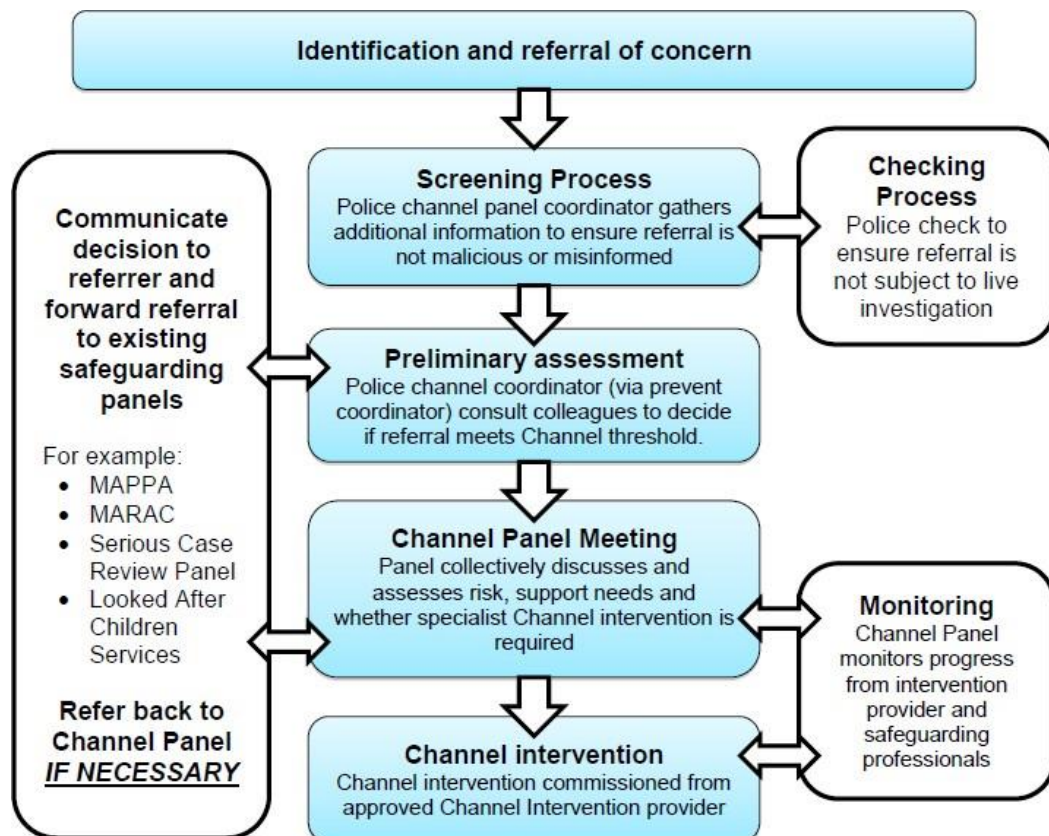 Identification and referral of concern
Screening Process
Police channel panel coordinator gathers
additional information to ensure referral is
not malicious or misinformed
Checking
Process
Police check to
ensure referral is
not subject to live
investigation
Communicate
decision to
referrer and
forward referral
to existing
safeguarding
panels
For example:
• MAPPA
• MARAC
• Serious Case
Review Panel
• Looked After
Children
Services
Refer back to
Channel Panel
IF NECESSARY
Preliminary assessment
Police channel coordinator (via prevent
coordinator) consult colleagues to decide
if referral meets Channel threshold.
Channel Panel Meeting
Panel collectively discusses and
assesses risk, support needs and
whether specialist Channel intervention is
required
Monitoring
Channel Panel
monitors progress
from intervention
provider and
safeguarding
professionals
Channel intervention
Channel intervention commissioned from
approved Channel Intervention provider